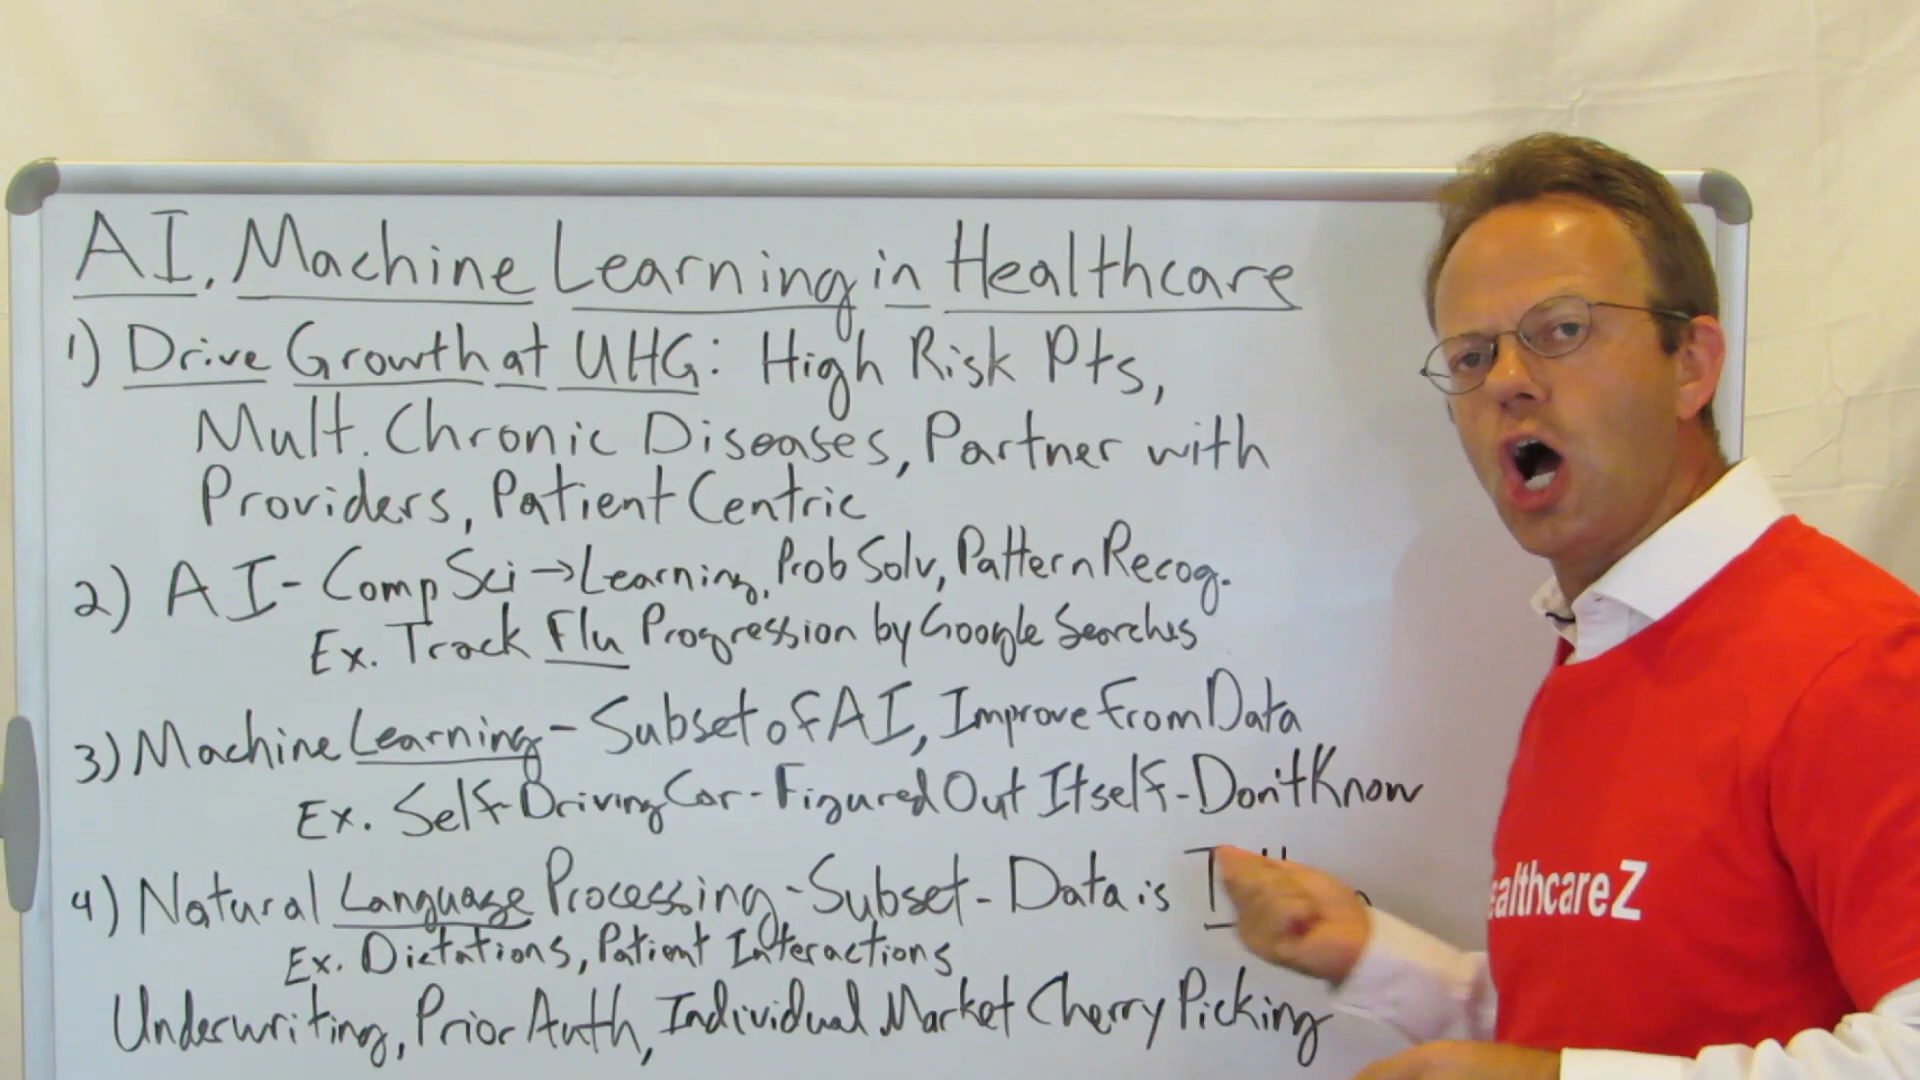 AI, Machine Learning in Healthcare
1) Drive Growth at UHG: High Risk Pts,
Mult. Chronic Diseases, Partner with
Providers, Patient Centric
2) AI - Comp Sci → Learning, Prob Solv, Pattern Recog.
Ex. Track Flu Progression by Google Searches
3) Machine Learning - Subset of AI, Improve From Data
Ex. Self-Driving Car - Figured Out Itself - Don't Know
4) Natural Language Processing - Subset - Data is
Ex. Dictations, Patient Interactions
Underwriting, Prior Auth, Individual Market Cherry Picking
ealthcareZ